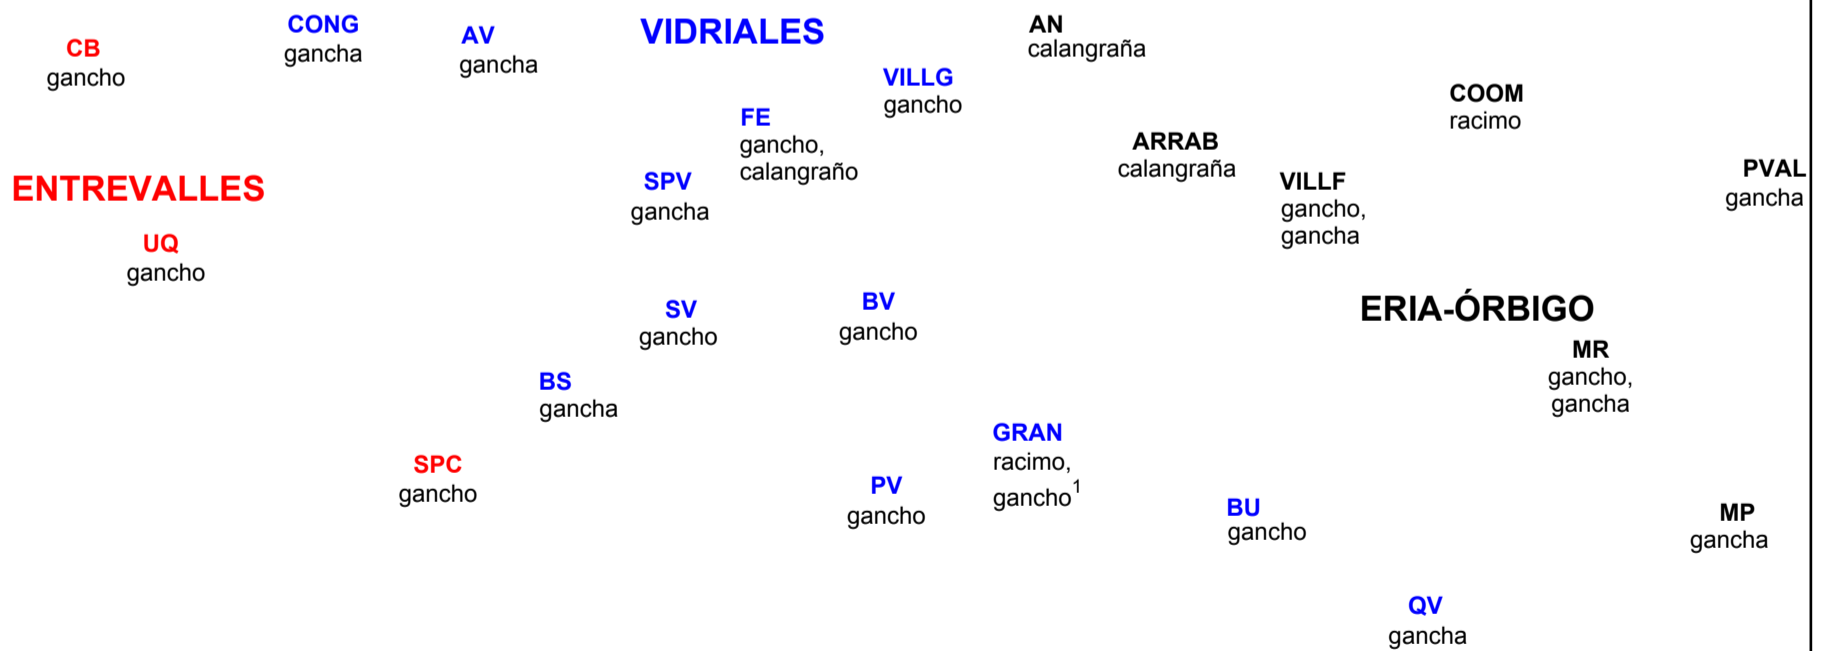 CB
gancho
CONG
gancha
AV
gancha
VIDRIALES
VILLG
gancho
AN
calangraña
FE
gancho,
calangraño
COOM
racimo
ARRAB
calangraña
PVAL
gancha
ENTREVALLES
SPV
gancha
VILLF
gancho,
gancha
UQ
gancho
SV
gancho
BV
gancho
ERIA-ÓRBIGO
MR
gancho,
gancha
BS
gancha
GRAN
racimo,
gancho¹
SPC
gancho
PV
gancho
BU
gancho
MP
gancha
QV
gancha